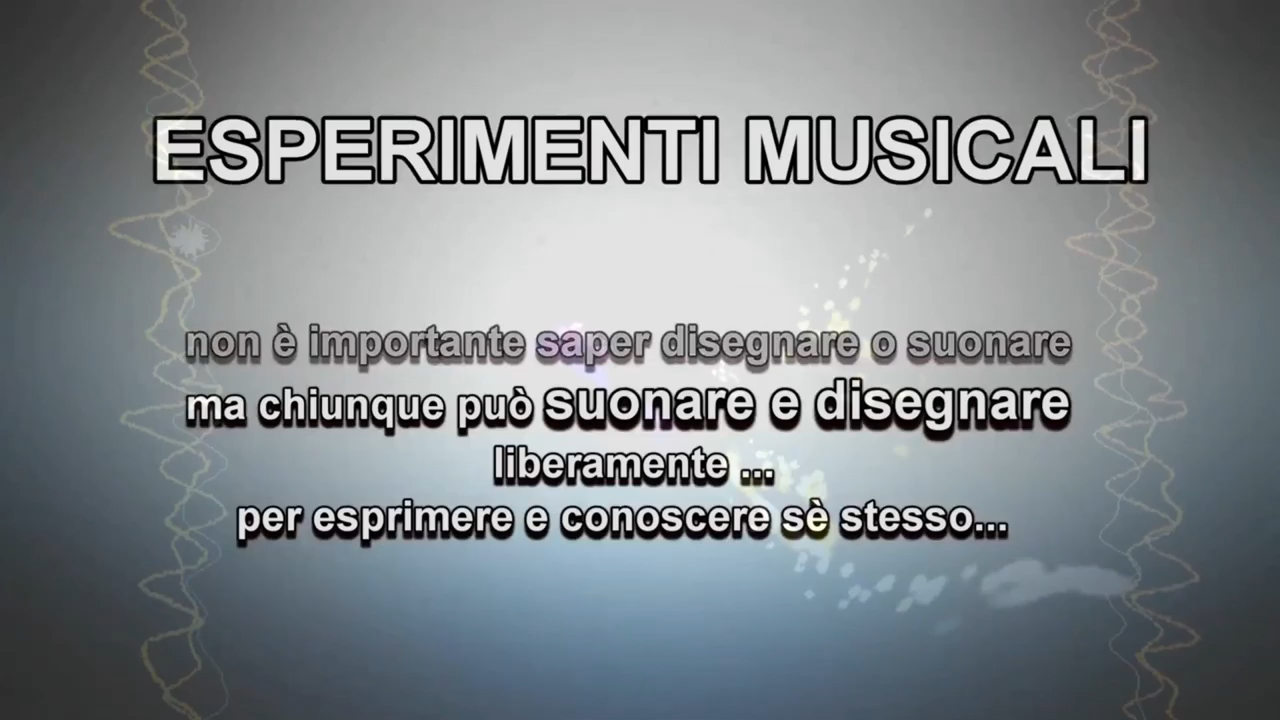 ESPERIMENTI MUSICALI
non è importante saper disegnare o suonare
ma chiunque può suonare e disegnare
liberamente ...
per esprimere e conoscere sè stesso...